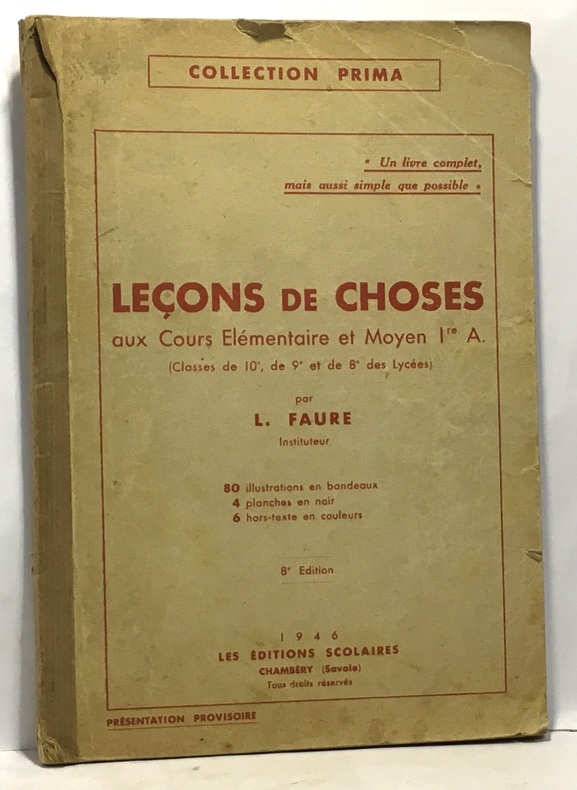 COLLECTION PRIMA
« Un livre complet,
mais aussi simple que possible »
LEÇONS DE CHOSES
aux Cours Elémentaire et Moyen 1re A.
(Classes de 10e, de 9e et de 8e des Lycées)
par
L. FAURE
Instituteur
80 illustrations en bandeaux
4 planches en noir
6 hors-texte en couleurs
8e Edition
1946
LES ÉDITIONS SCOLAIRES
CHAMBÉRY (Savoie)
Tous droits réservés
PRÉSENTATION PROVISOIRE